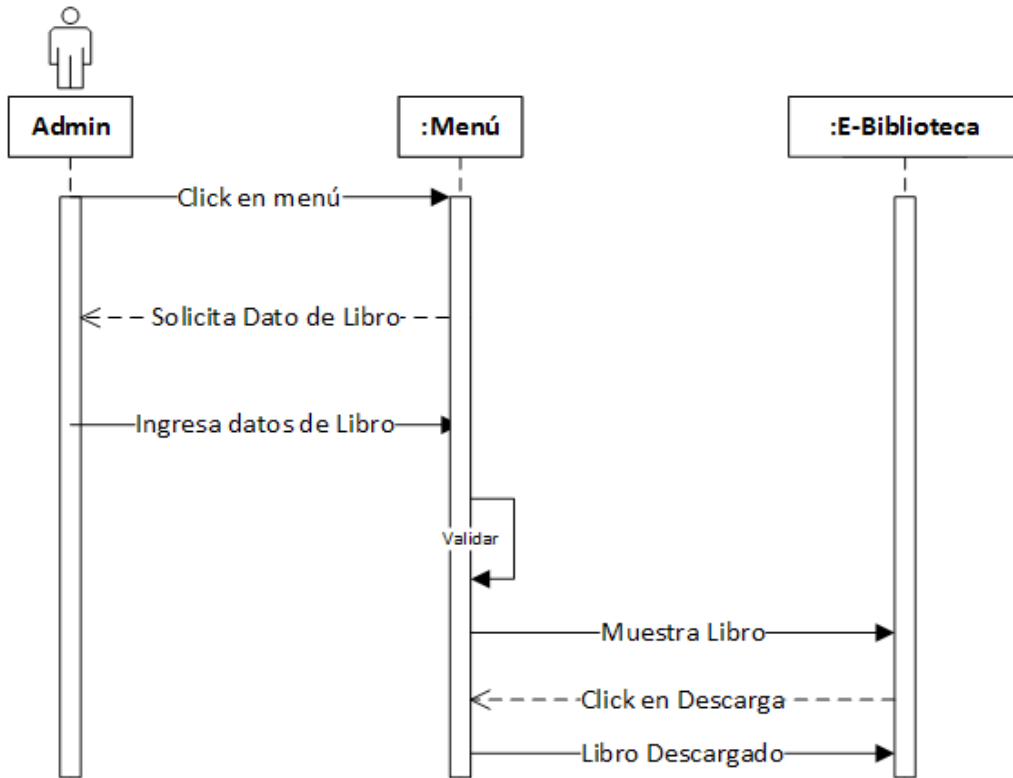 Admin
:Menú
:E-Biblioteca
Click en menú
Solicita Dato de Libro
Ingresa datos de Libro
Validar
Muestra Libro
Click en Descarga
Libro Descargado